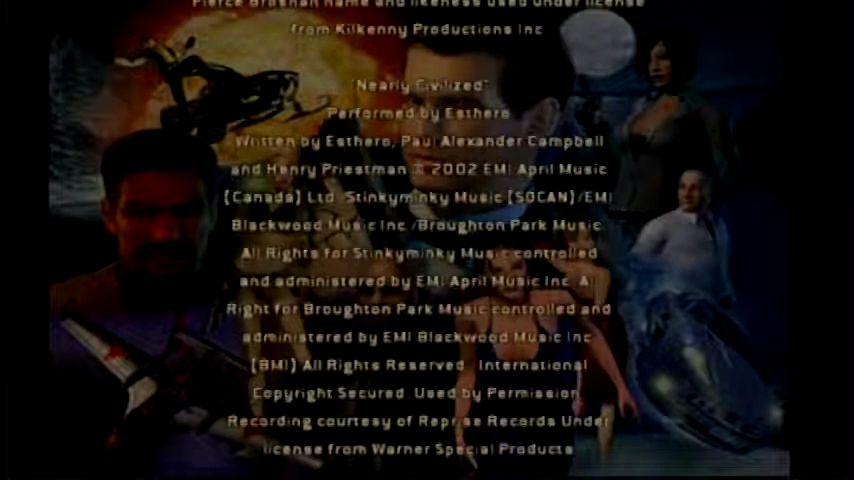 Pierce Brosnan name and likeness used under license
from Kilkenny Productions Inc
"Nearly Civilized"
Performed by Esthero
Written by Esthero, Paul Alexander Campbell
and Henry Priestman © 2002 EMI April Music
(Canada) Ltd. Stinkyminky Music (SOCAN)/EMI
Blackwood Music Inc./Broughton Park Music.
All Rights for Stinkyminky Music controlled
and administered by EMI April Music Inc. All
Right for Broughton Park Music controlled and
administered by EMI Blackwood Music Inc.
(BMI) All Rights Reserved. International
Copyright Secured. Used by Permission.
Recording courtesy of Reprise Records Under
license from Warner Special Products